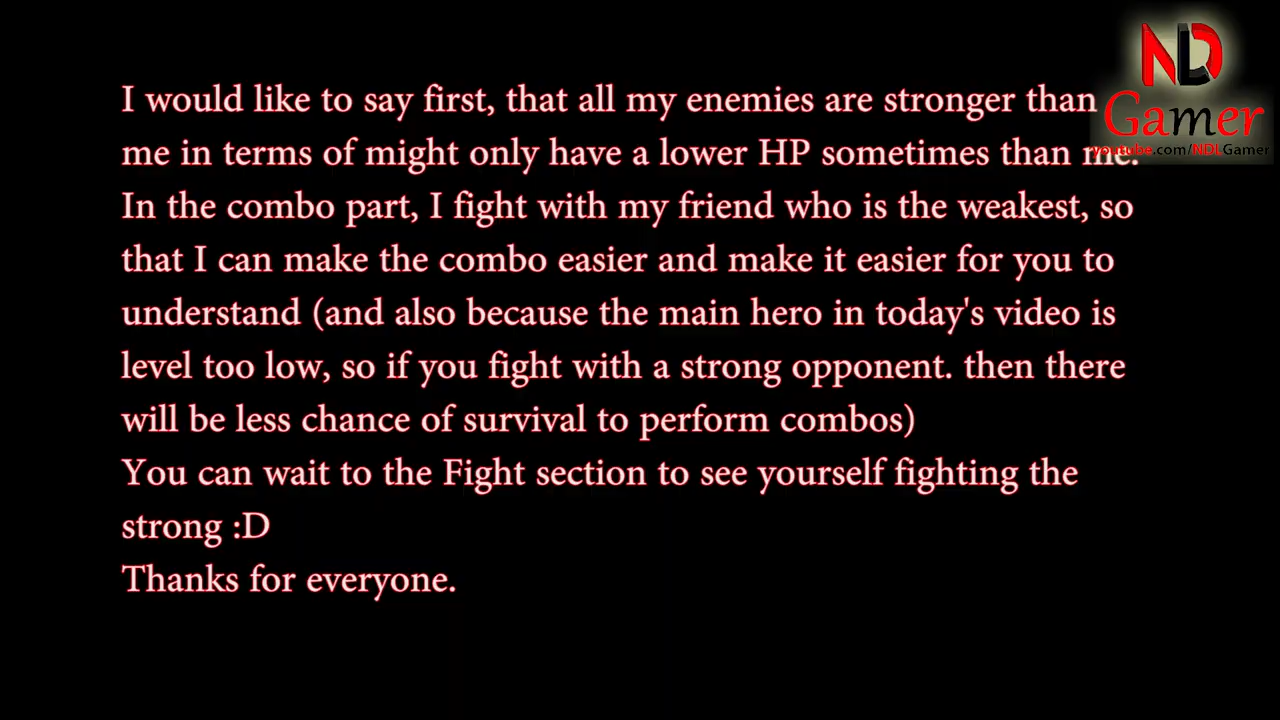 I would like to say first, that all my enemies are stronger than
me in terms of might only have a lower HP sometimes than me.
In the combo part, I fight with my friend who is the weakest, so
that I can make the combo easier and make it easier for you to
understand (and also because the main hero in today's video is
level too low, so if you fight with a strong opponent. then there
will be less chance of survival to perform combos)
You can wait to the Fight section to see yourself fighting the
strong :D
Thanks for everyone.
NDL
Gamer
youtube.com/NDLGamer